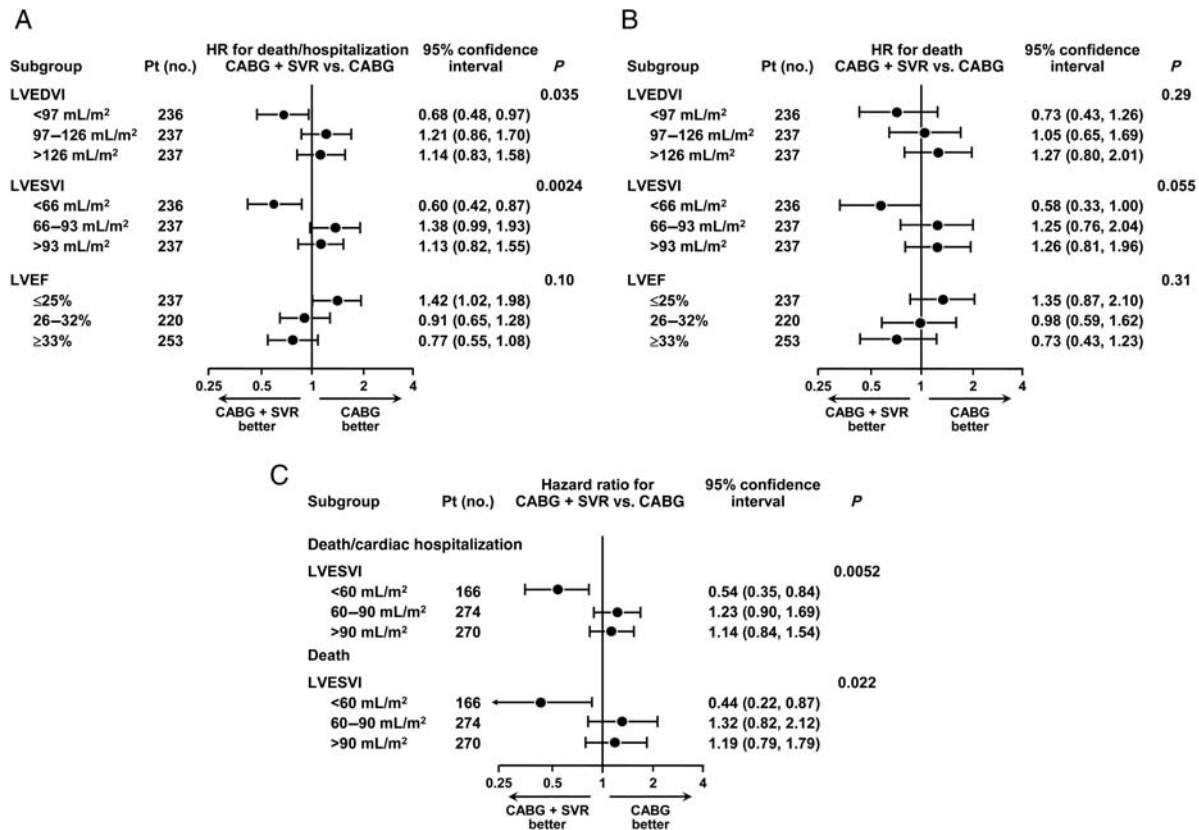 A
HR for death/hospitalization 95% confidence
Subgroup Pt (no.) CABG + SVR vs. CABG interval P
LVEDVI 0.035
<97 mL/m² 236 0.68 (0.48, 0.97)
97–126 mL/m² 237 1.21 (0.86, 1.70)
>126 mL/m² 237 1.14 (0.83, 1.58)
LVESVI 0.0024
<66 mL/m² 236 0.60 (0.42, 0.87)
66–93 mL/m² 237 1.38 (0.99, 1.93)
>93 mL/m² 237 1.13 (0.82, 1.55)
LVEF 0.10
≤25% 237 1.42 (1.02, 1.98)
26–32% 220 0.91 (0.65, 1.28)
≥33% 253 0.77 (0.55, 1.08)
0.25 0.5 1 2 4
CABG + SVR CABG
better better
B
HR for death 95% confidence
Subgroup Pt (no.) CABG + SVR vs. CABG interval P
LVEDVI 0.29
<97 mL/m² 236 0.73 (0.43, 1.26)
97–126 mL/m² 237 1.05 (0.65, 1.69)
>126 mL/m² 237 1.27 (0.80, 2.01)
LVESVI 0.055
<66 mL/m² 236 0.58 (0.33, 1.00)
66–93 mL/m² 237 1.25 (0.76, 2.04)
>93 mL/m² 237 1.26 (0.81, 1.96)
LVEF 0.31
≤25% 237 1.35 (0.87, 2.10)
26–32% 220 0.98 (0.59, 1.62)
≥33% 253 0.73 (0.43, 1.23)
0.25 0.5 1 2 4
CABG + SVR CABG
better better
C
Hazard ratio for 95% confidence
Subgroup Pt (no.) CABG + SVR vs. CABG interval P
Death/cardiac hospitalization
LVESVI 0.0052
<60 mL/m² 166 0.54 (0.35, 0.84)
60–90 mL/m² 274 1.23 (0.90, 1.69)
>90 mL/m² 270 1.14 (0.84, 1.54)
Death
LVESVI 0.022
<60 mL/m² 166 0.44 (0.22, 0.87)
60–90 mL/m² 274 1.32 (0.82, 2.12)
>90 mL/m² 270 1.19 (0.79, 1.79)
0.25 0.5 1 2 4
CABG + SVR CABG
better better